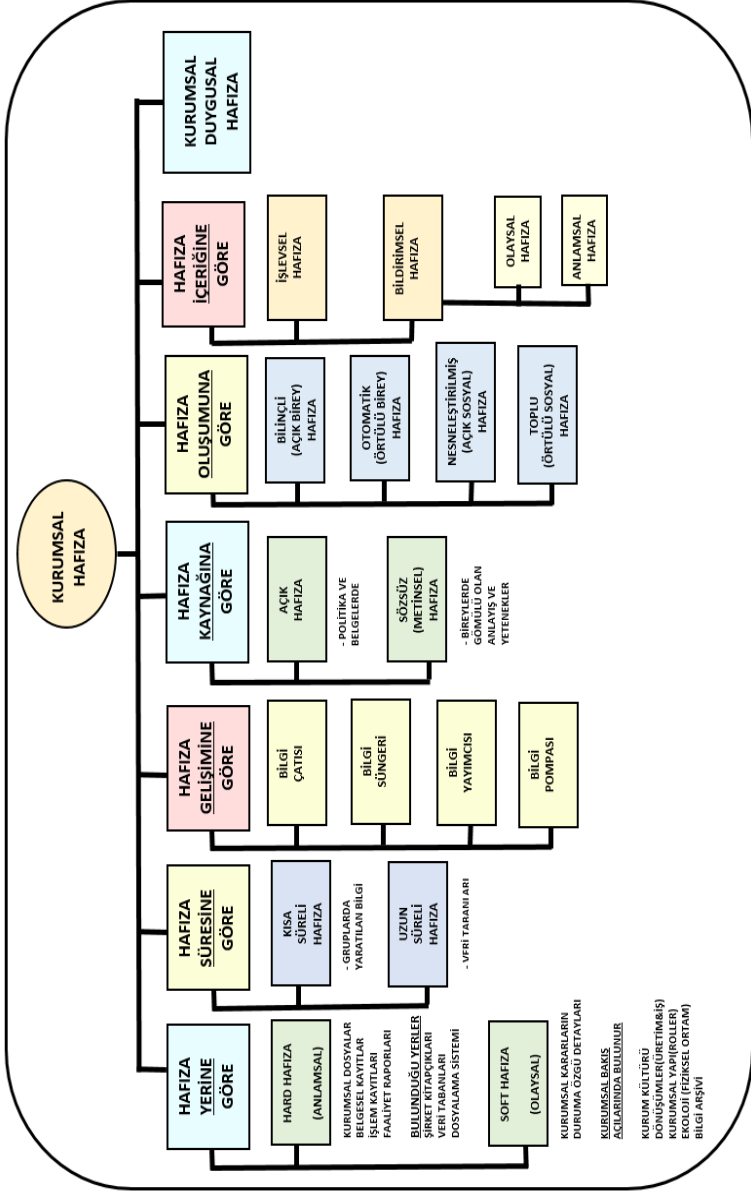 KURUMSAL
HAFIZA
HAFIZA
YERİNE
GÖRE
HARD HAFIZA
(ANLAMSAL)
KURUMSAL DOSYALAR
BELGESEL KAYITLAR
İŞLEM KAYITLARI
FAALİYET RAPORLARI
BULUNDUĞU YERLER
ŞİRKET KİTAPÇIKLARI
VERİ TABANLARI
DOSYALAMA SİSTEMİ
SOFT HAFIZA
(OLAYSAL)
KURUMSAL KARARLARIN
DURUMA ÖZGÜ DETAYLARI
KURUMSAL BAKIŞ
AÇILARINDA BULUNUR
KURUM KÜLTÜRÜ
DÖNÜŞÜMLER(ÜRETİM&İŞ)
KURUMSAL YAPI(ROLLER)
EKOLOJİ (FİZİKSEL ORTAM)
BİLGİ ARŞİVİ
HAFIZA
SÜRESİNE
GÖRE
KISA
SÜRELİ
HAFIZA
- GRUPLARDA
YARATILAN BİLGİ
UZUN
SÜRELİ
HAFIZA
- VERİ TABANI ARI
HAFIZA
GELİŞİMİNE
GÖRE
BİLGİ
ÇATISI
BİLGİ
SÜNGERİ
BİLGİ
YAYIMCISI
BİLGİ
POMPASI
HAFIZA
KAYNAĞINA
GÖRE
AÇIK
HAFIZA
- POLİTİKA VE
BELGELERDE
SÖZSÜZ
(METİNSEL)
HAFIZA
- BİREYLERDE
GÖMÜLÜ OLAN
ANLAYIŞ VE
YETENEKLER
HAFIZA
OLUŞUMUNA
GÖRE
BİLİNÇLİ
(AÇIK BİREY)
HAFIZA
OTOMATİK
(ÖRTÜLÜ BİREY)
HAFIZA
NESNELEŞTİRİLMİŞ
(AÇIK SOSYAL)
HAFIZA
TOPLU
(ÖRTÜLÜ SOSYAL)
HAFIZA
HAFIZA
İÇERİĞİNE
GÖRE
İŞLEVSEL
HAFIZA
BİLDİRİMSEL
HAFIZA
OLAYSAL
HAFIZA
ANLAMSAL
HAFIZA
KURUMSAL
DUYGUSAL
HAFIZA